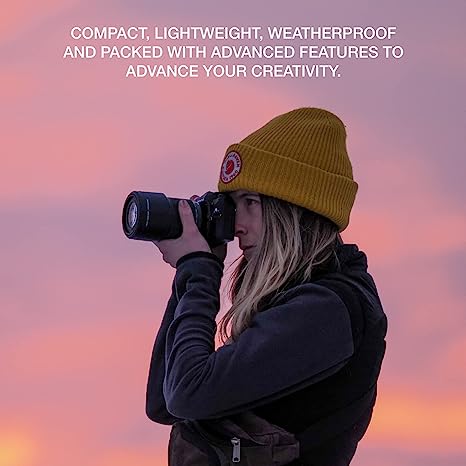 COMPACT, LIGHTWEIGHT, WEATHERPROOF
AND PACKED WITH ADVANCED FEATURES TO
ADVANCE YOUR CREATIVITY.